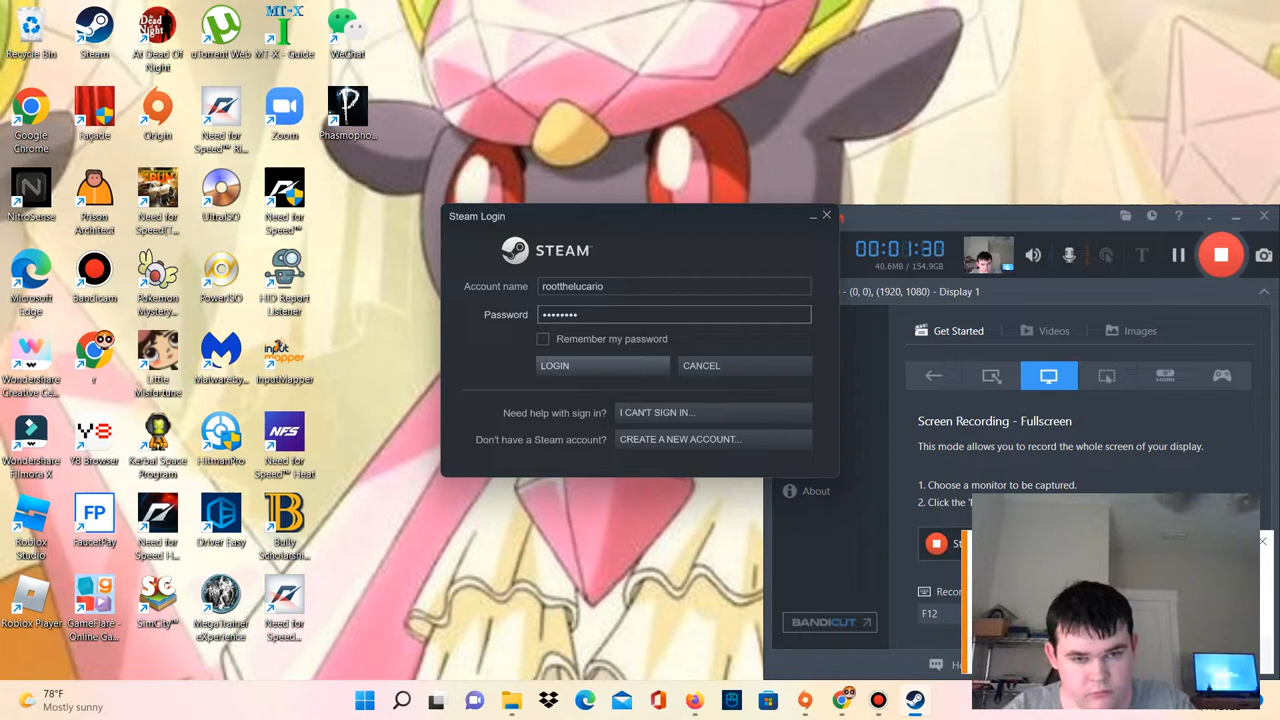 Recycle Bin
Steam
At Dead Of
Night
uTorrent Web
MT-X - Guide
WeChat
Google
Chrome
Façade
Origin
Need for
Speed™ Ri...
Zoom
Phasmopho...
NitroSense
Prison
Architect
Need for
Speed(T...
UltraISO
Need for
Speed™
Microsoft
Edge
Bandicam
Pokemon
Mystery...
PowerISO
HID Report
Listener
Wondershare
Creative Ce...
r
Little
Misfortune
Malwareby...
InputMapper
Wondershare
Filmora X
Y8 Browser
Kerbal Space
Program
HitmanPro
Need for
Speed™ Heat
Roblox
Studio
FaucetPay
Need for
Speed H...
Driver Easy
Bully
Scholarshi...
Roblox Player
GameFlare -
Online Ga...
SimCity™
MegaTrainer
eXperience
Need for
Speed...
Steam Login
STEAM™
Account name
rootthelucario
Password
••••••••
Remember my password
LOGIN
CANCEL
Need help with sign in?
I CAN'T SIGN IN...
Don't have a Steam account?
CREATE A NEW ACCOUNT...
00:01:30
40.6MB / 154.9GB
- (0, 0), (1920, 1080) - Display 1
Get Started
Videos
Images
HDMI
Screen Recording - Fullscreen
This mode allows you to record the whole screen of your display.
1. Choose a monitor to be captured.
2. Click the
About
Recor
F12
BANDICUT
78°F
Mostly sunny